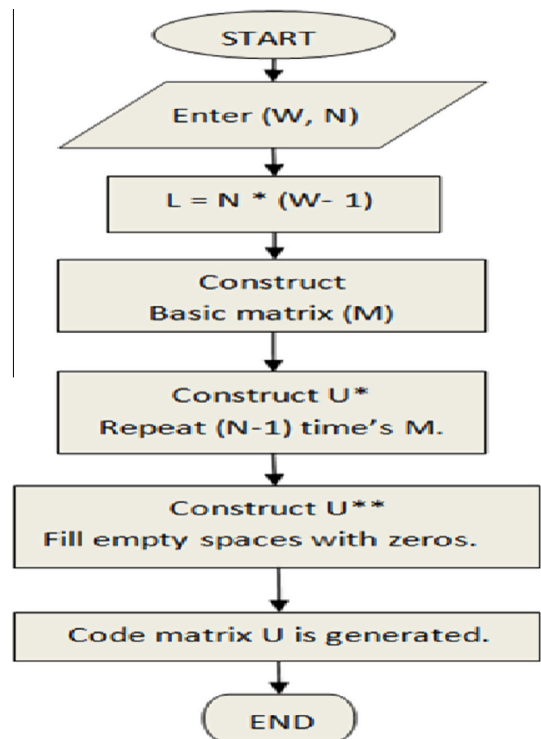 START
Enter (W, N)
L = N * (W- 1)
Construct
Basic matrix (M)
Construct U*
Repeat (N-1) time’s M.
Construct U**
Fill empty spaces with zeros.
Code matrix U is generated.
END